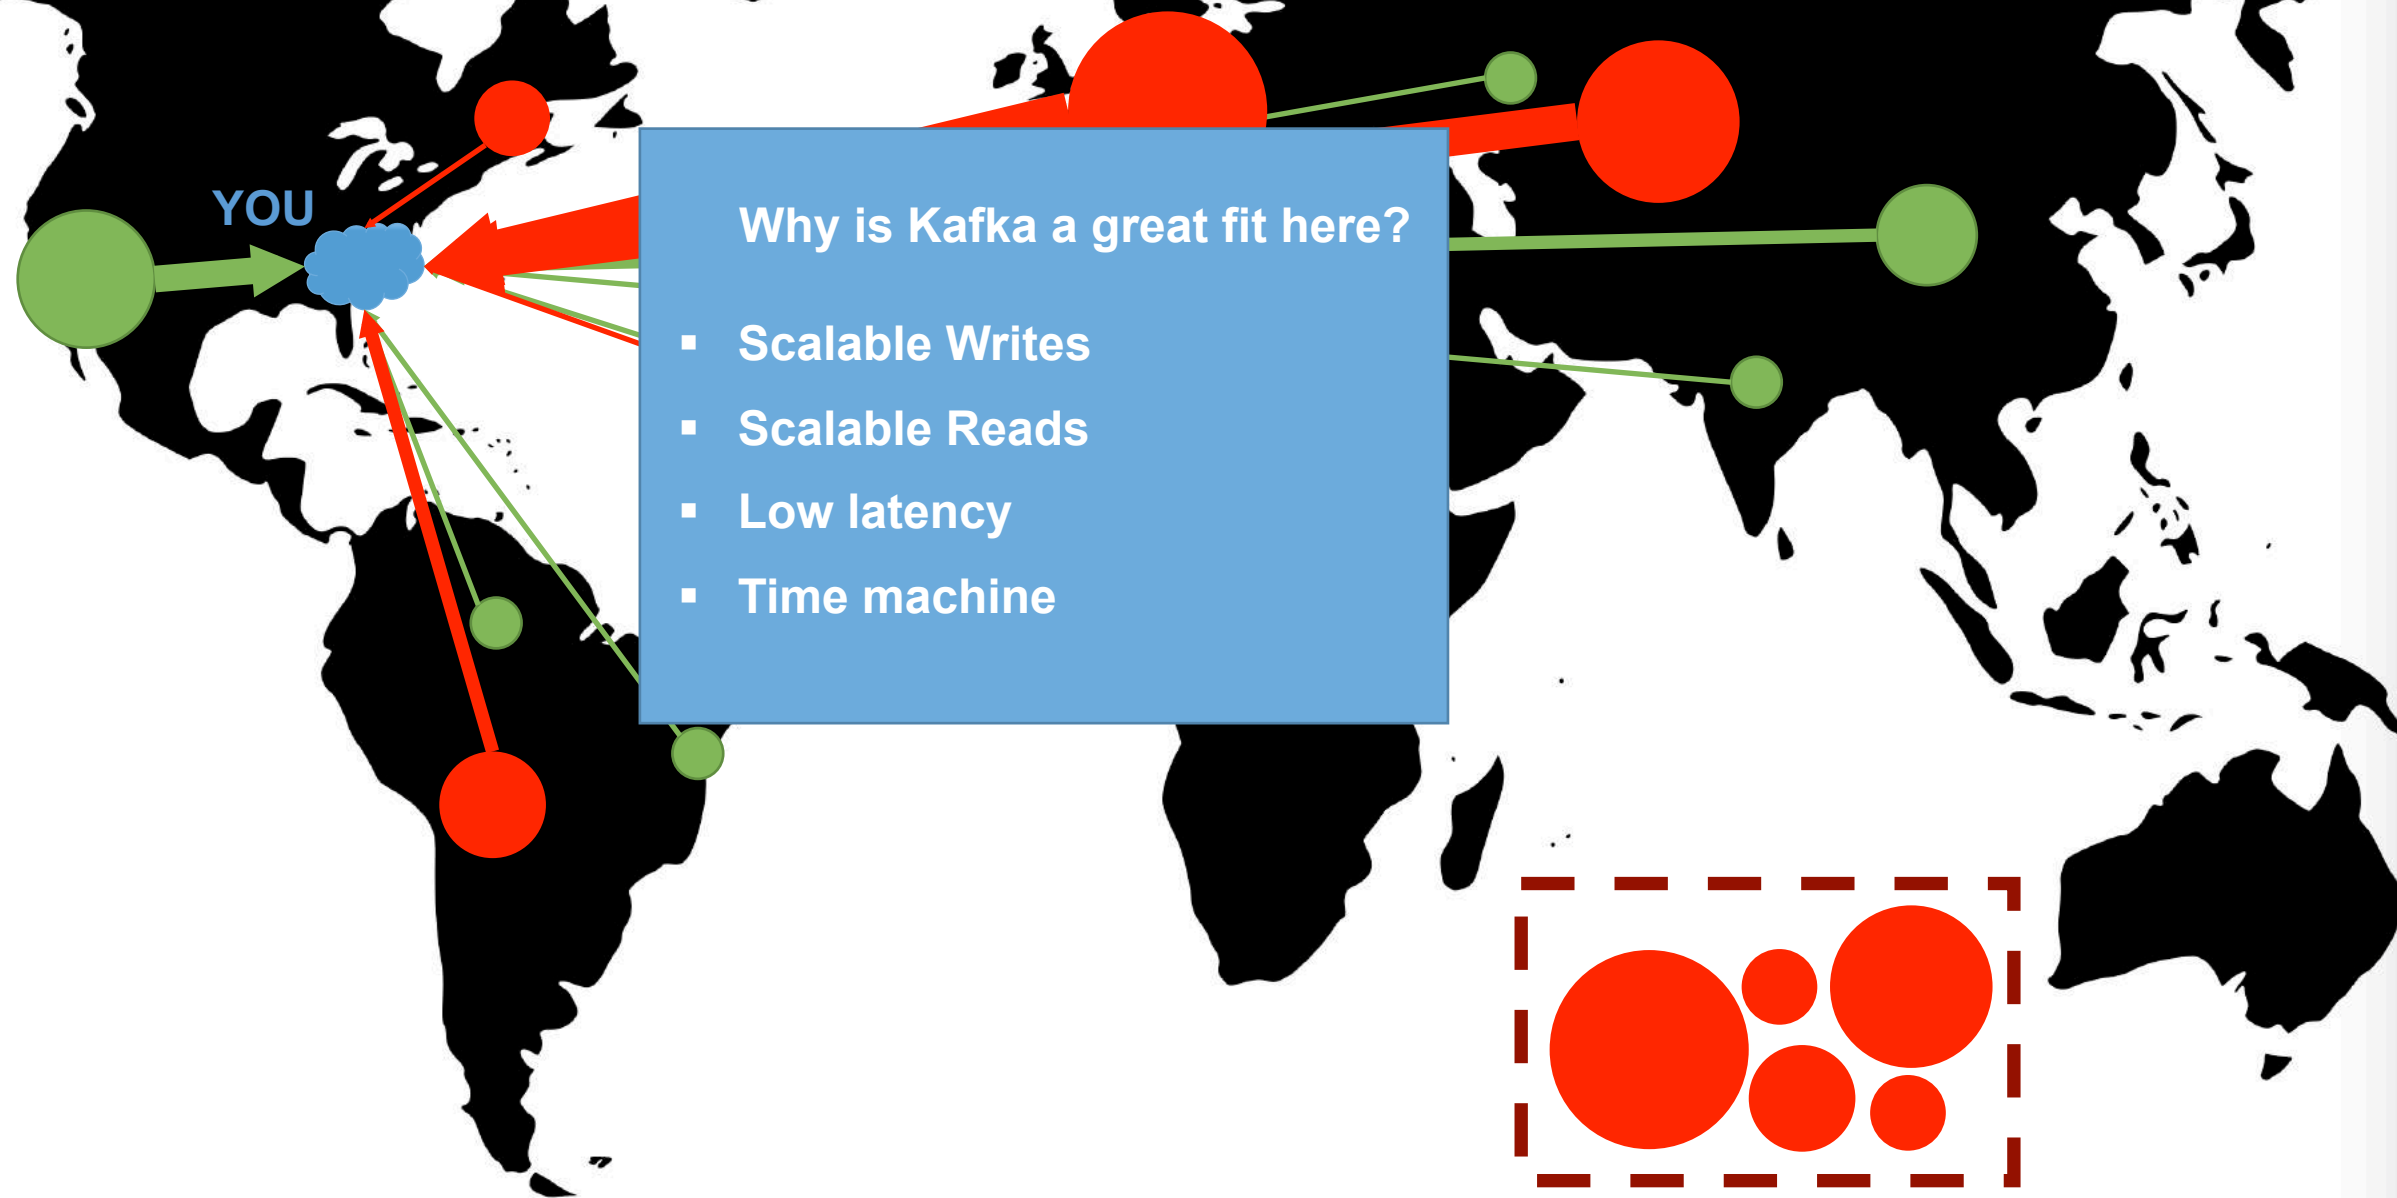 YOU
Why is Kafka a great fit here?
▪ Scalable Writes
▪ Scalable Reads
▪ Low latency
▪ Time machine